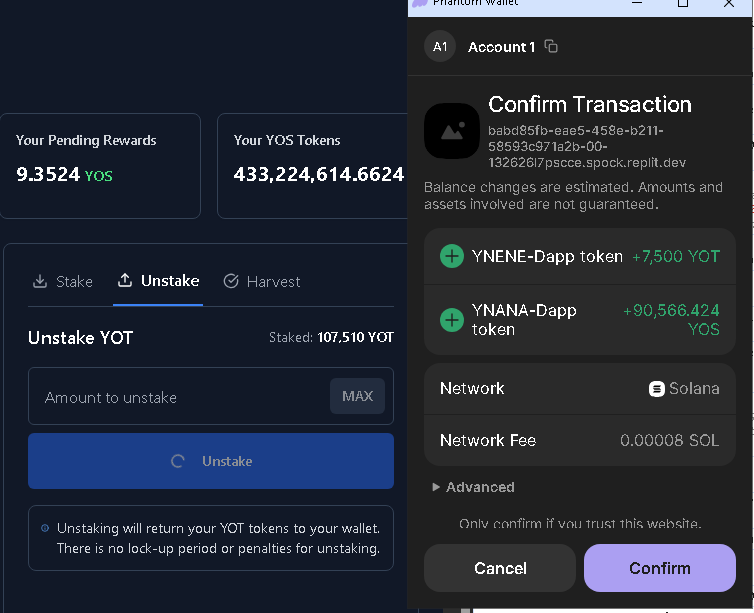 Phantom Wallet
A1 Account 1
Your Pending Rewards
9.3524 YOS
Your YOS Tokens
433,224,614.6624
Stake Unstake Harvest
Unstake YOT Staked: 107,510 YOT
Amount to unstake MAX
Unstake
Unstaking will return your YOT tokens to your wallet.
There is no lock-up period or penalties for unstaking.
Confirm Transaction
babd85fb-eae5-458e-b211-
58593c971a2b-00-
132626l7pscce.spock.replit.dev
Balance changes are estimated. Amounts and
assets involved are not guaranteed.
YNENE-Dapp token +7,500 YOT
YNANA-Dapp +90,566.424
token YOS
Network Solana
Network Fee 0.00008 SOL
Advanced
Only confirm if you trust this website.
Cancel Confirm